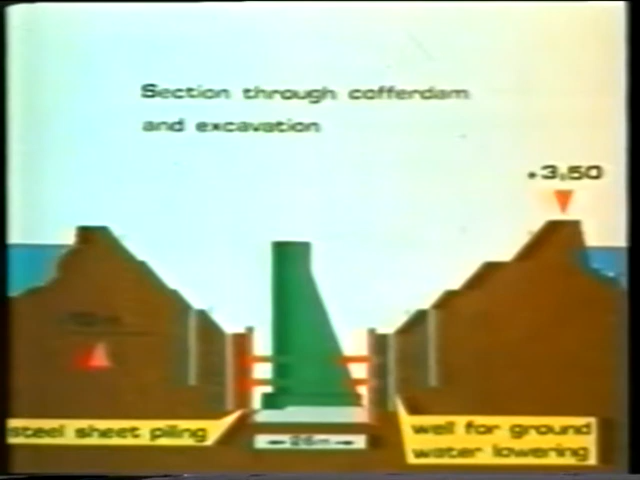 Section through cofferdam
and excavation
+3,50
steel sheet piling
26m
well for ground
water lowering